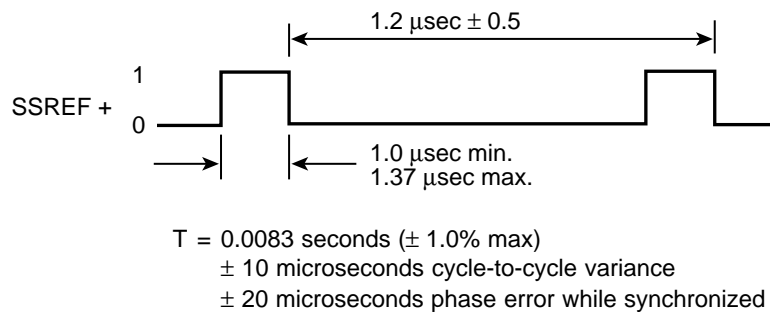 1.2 μsec ± 0.5
1
SSREF +
0
1.0 μsec min.
1.37 μsec max.
T = 0.0083 seconds (± 1.0% max)
± 10 microseconds cycle-to-cycle variance
± 20 microseconds phase error while synchronized